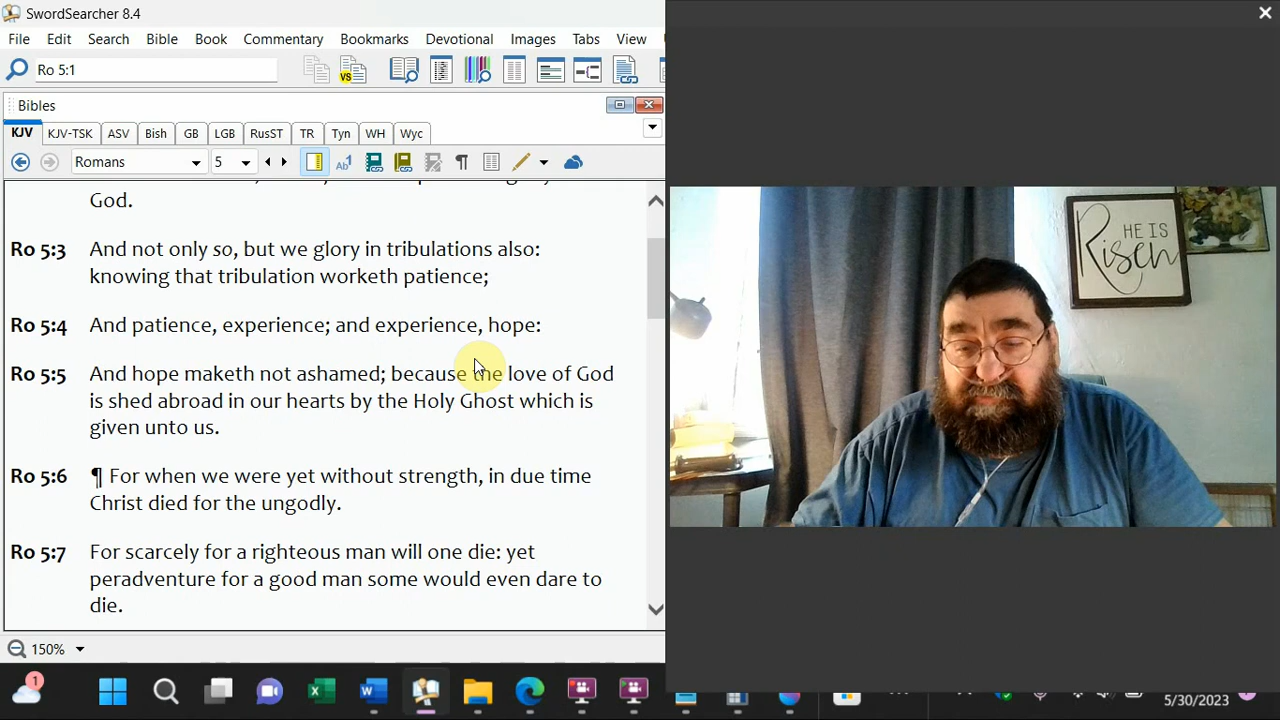 SwordSearcher 8.4
File Edit Search Bible Book Commentary Bookmarks Devotional Images Tabs View
Ro 5:1
VS
Bibles
KJV KJV-TSK ASV Bish GB LGB RusST TR Tyn WH Wyc
Romans 5
God.
Ro 5:3 And not only so, but we glory in tribulations also:
knowing that tribulation worketh patience;
Ro 5:4 And patience, experience; and experience, hope:
Ro 5:5 And hope maketh not ashamed; because the love of God
is shed abroad in our hearts by the Holy Ghost which is
given unto us.
Ro 5:6 ¶ For when we were yet without strength, in due time
Christ died for the ungodly.
Ro 5:7 For scarcely for a righteous man will one die: yet
peradventure for a good man some would even dare to
die.
150%
1
5/30/2023
HE IS
Risen